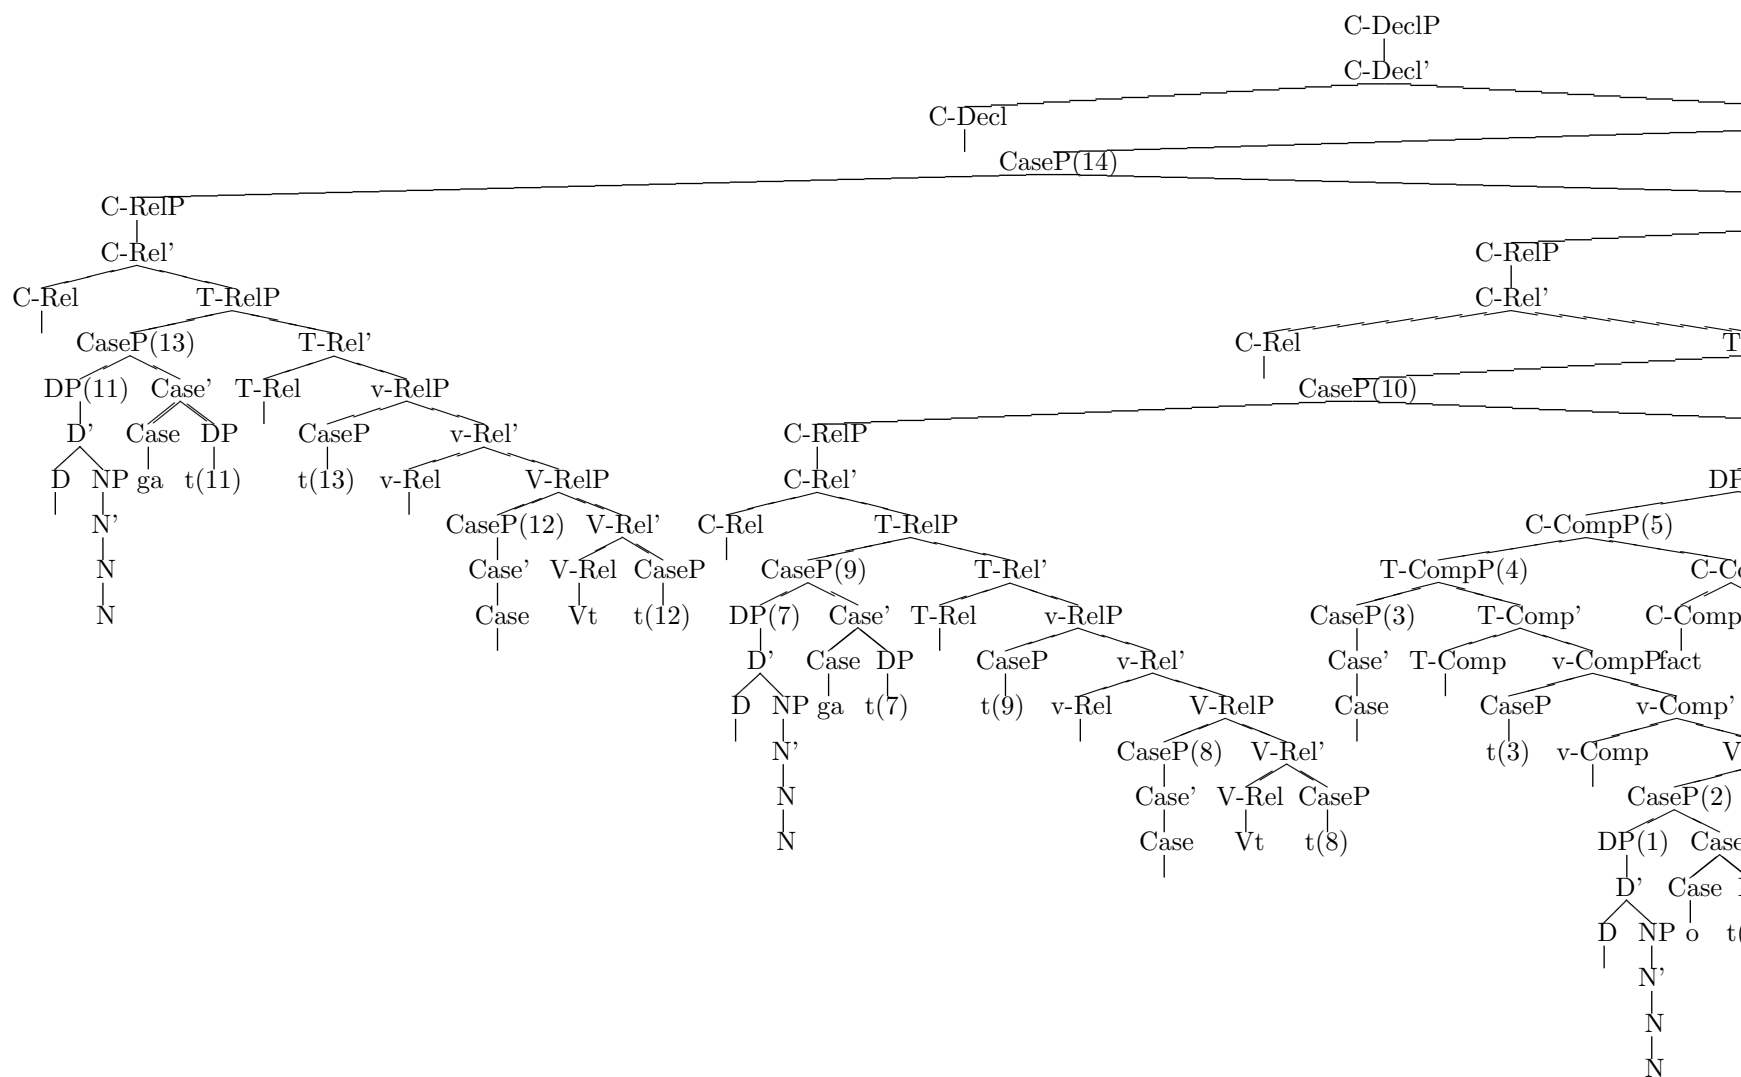 C-DeclP
C-Decl’
C-Decl
CaseP(14)
C-RelP
C-Rel’ C-RelP
C-Rel T-RelP C-Rel’
CaseP(13) T-Rel’ C-Rel T
DP(11) Case’ T-Rel v-RelP CaseP(10)
D’ Case DP CaseP v-Rel’ C-RelP
D NP ga t(11) t(13) v-Rel V-RelP C-Rel’ DP
N’ CaseP(12) V-Rel’ C-Rel T-RelP C-CompP(5)
N Case’ V-Rel CaseP CaseP(9) T-Rel’ T-CompP(4) C-Co
N Case Vt t(12) DP(7) Case’ T-Rel v-RelP CaseP(3) T-Comp’ C-Comp
D’ Case DP CaseP v-Rel’ Case’ T-Comp v-CompP fact
D NP ga t(7) t(9) v-Rel V-RelP Case CaseP v-Comp’
N’ CaseP(8) V-Rel’ t(3) v-Comp V
N Case’ V-Rel CaseP CaseP(2)
N Case Vt t(8) DP(1) Case
D’ Case
D NP o t(
N’
N
N